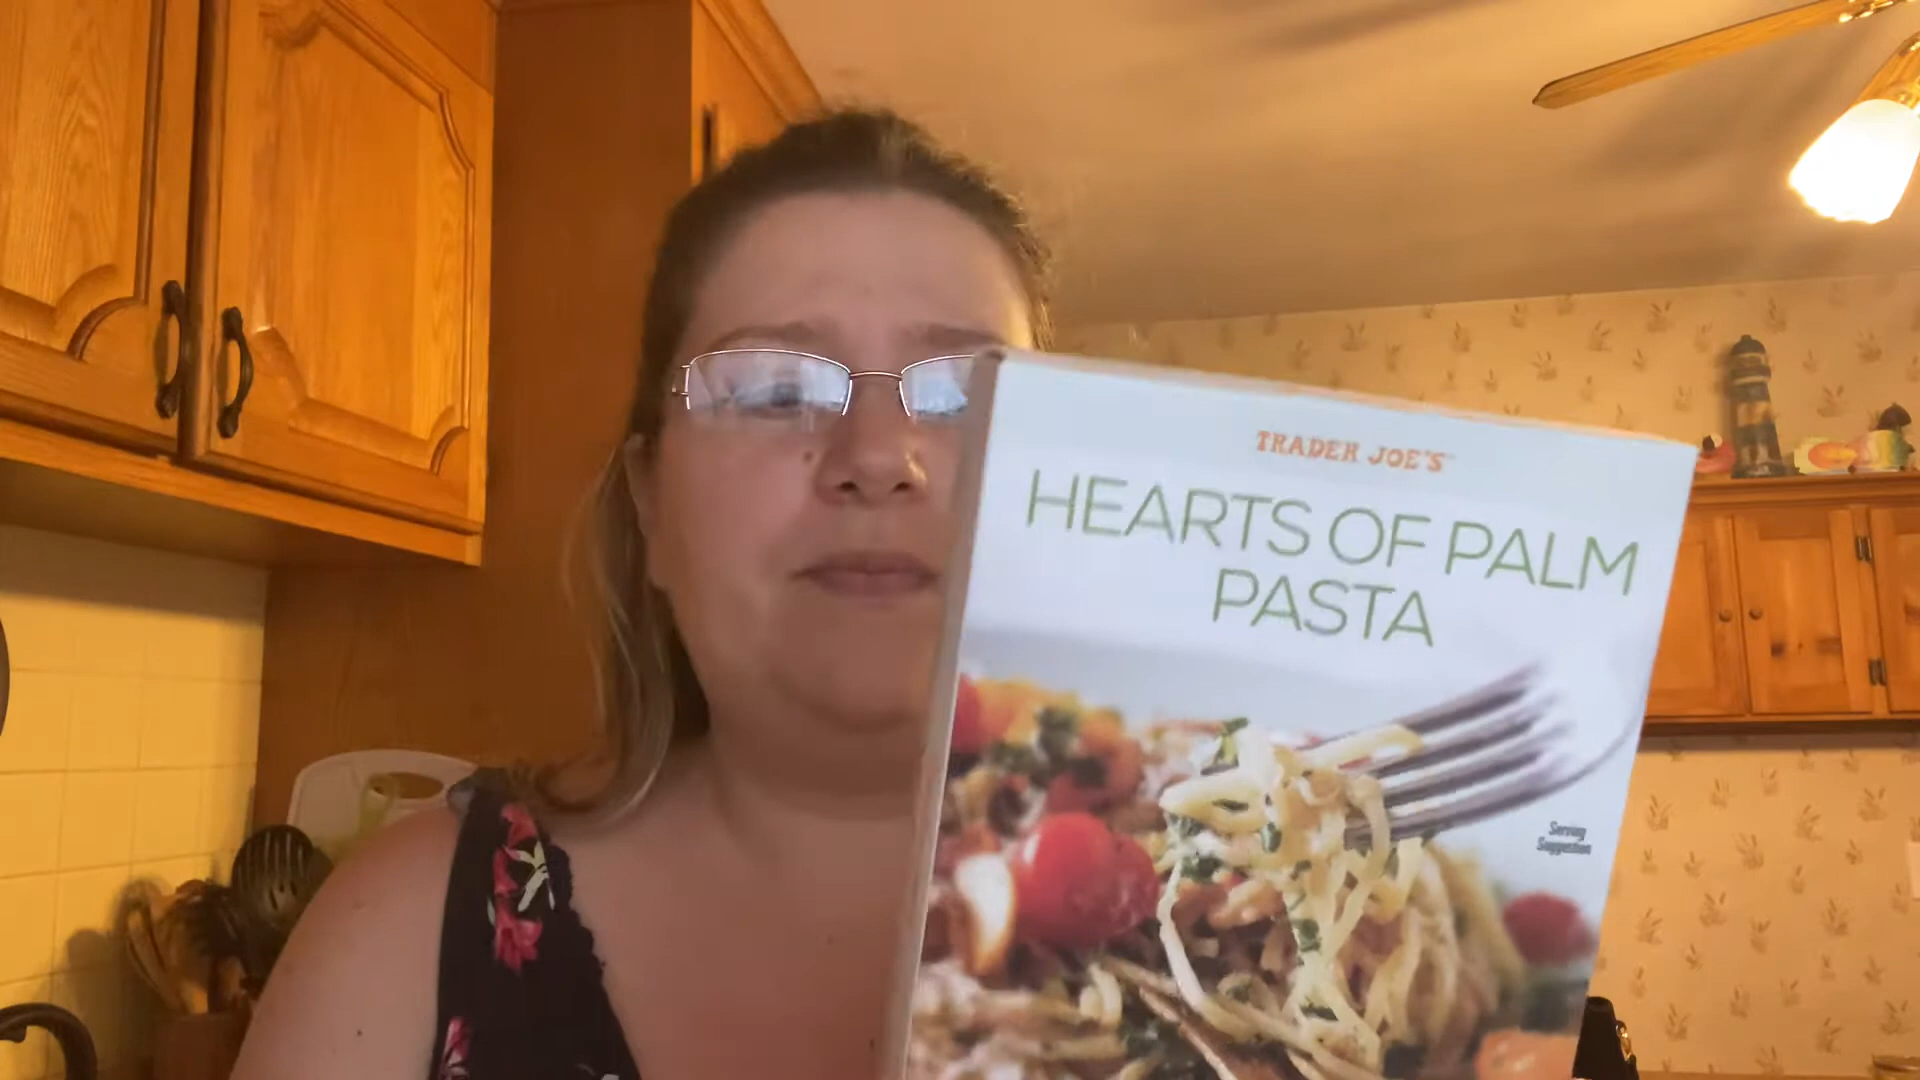 TRADER JOE'S
HEARTS OF PALM
PASTA
Serving
Suggestion